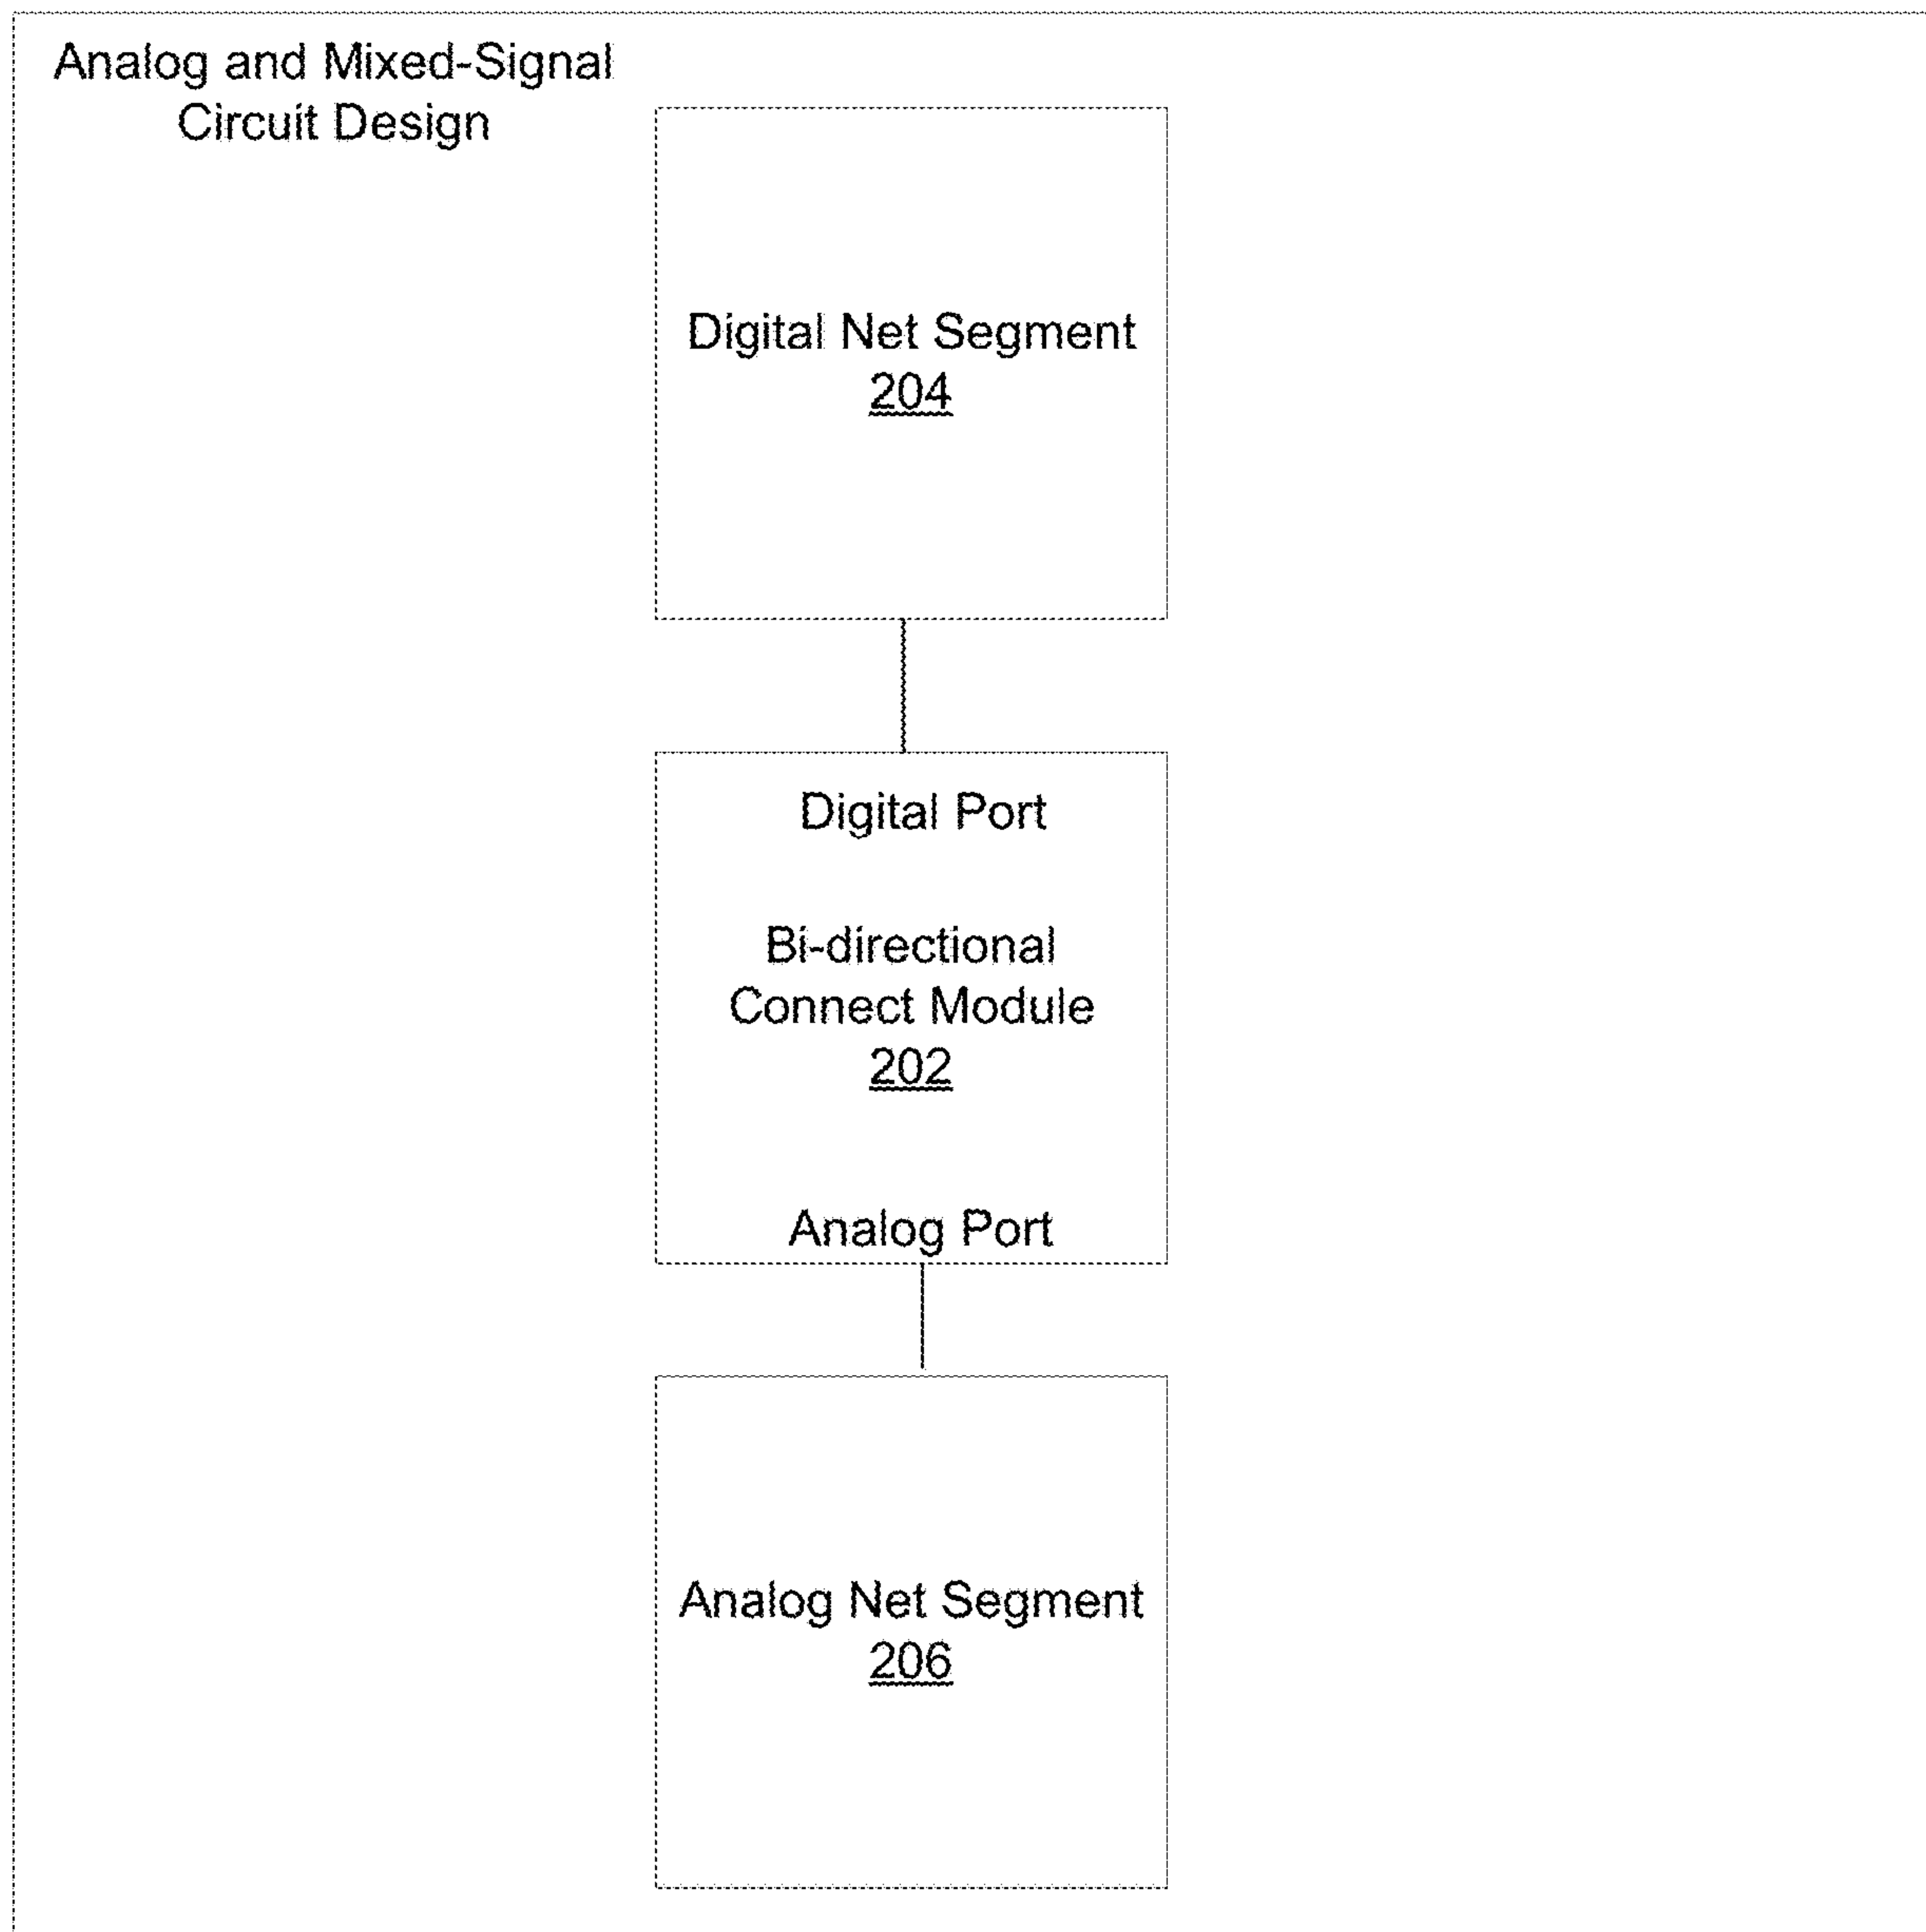 Analog and Mixed-Signal
Circuit Design
Digital Net Segment
204
Digital Port
Bi-directional
Connect Module
202
Analog Port
Analog Net Segment
206